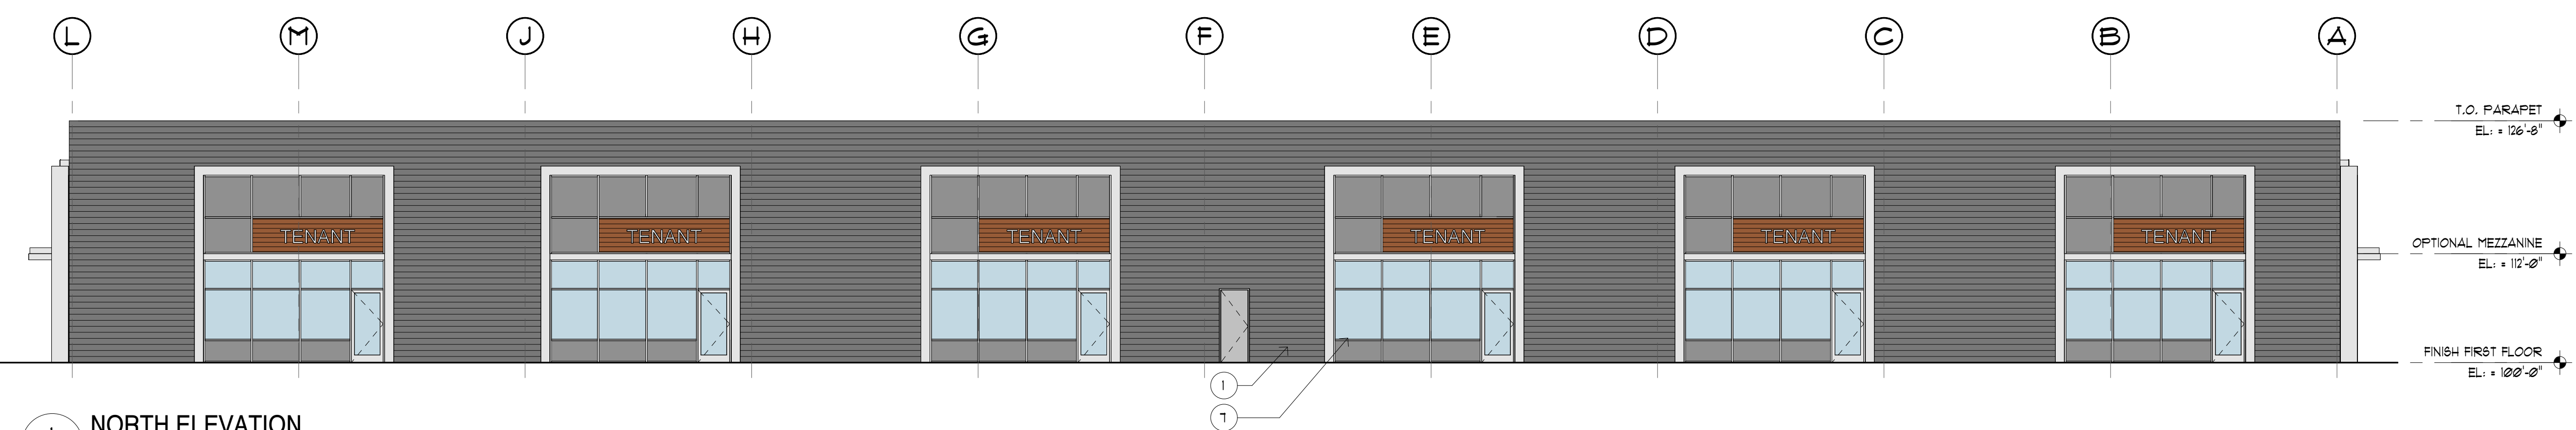 L M J H G F E D C B A
T.O. PARAPET
EL: = 126'-8"
TENANT TENANT TENANT TENANT TENANT TENANT
OPTIONAL MEZZANINE
EL: = 112'-0"
FINISH FIRST FLOOR
EL: = 100'-0"
1
7
NORTH ELEVATION